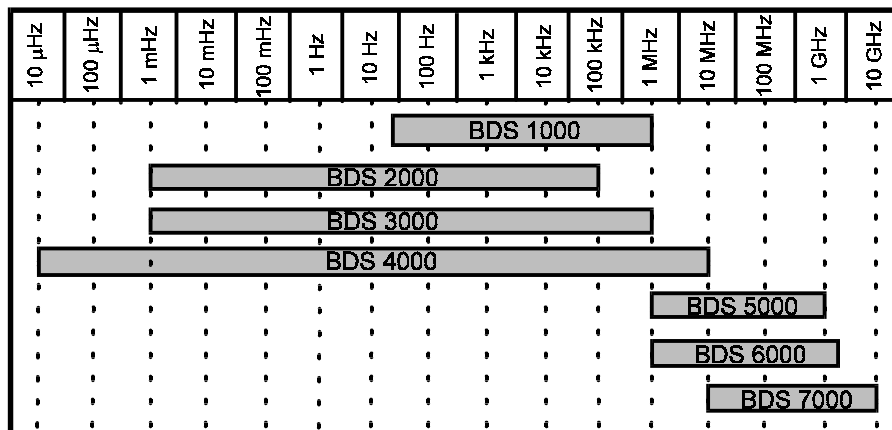 10 µHz
100 µHz
1 mHz
10 mHz
100 mHz
1 Hz
10 Hz
100 Hz
1 kHz
10 kHz
100 kHz
1 MHz
10 MHz
100 MHz
1 GHz
10 GHz
BDS 1000
BDS 2000
BDS 3000
BDS 4000
BDS 5000
BDS 6000
BDS 7000